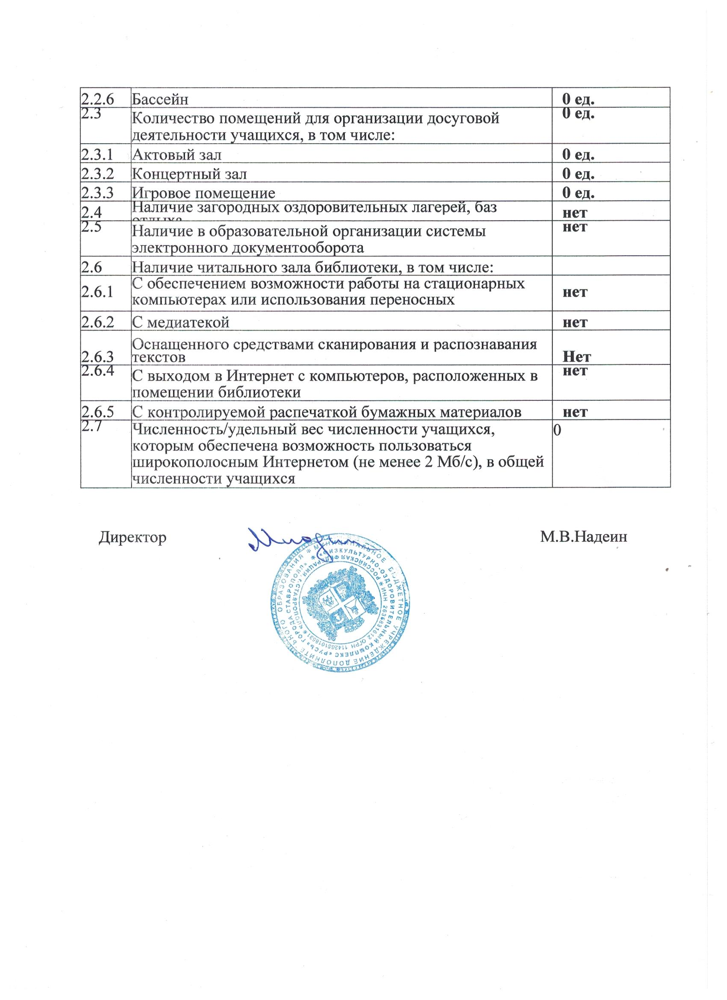 2.2.6 Бассейн 0 ед.
2.3 Количество помещений для организации досуговой 0 ед.
деятельности учащихся, в том числе:
2.3.1 Актовый зал 0 ед.
2.3.2 Концертный зал 0 ед.
2.3.3 Игровое помещение 0 ед.
2.4 Наличие загородных оздоровительных лагерей, баз нет
отдыха
2.5 Наличие в образовательной организации системы нет
электронного документооборота
2.6 Наличие читального зала библиотеки, в том числе:
2.6.1 С обеспечением возможности работы на стационарных нет
компьютерах или использования переносных
2.6.2 С медиатекой нет
Оснащенного средствами сканирования и распознавания
2.6.3 текстов Нет
2.6.4 С выходом в Интернет с компьютеров, расположенных в нет
помещении библиотеки
2.6.5 С контролируемой распечаткой бумажных материалов нет
2.7 Численность/удельный вес численности учащихся, 0
которым обеспечена возможность пользоваться
широкополосным Интернетом (не менее 2 Мб/с), в общей
численности учащихся
Директор М.В.Надеин
* МУНИЦИПАЛЬНОЕ БЮДЖЕТНОЕ УЧРЕЖДЕНИЕ ДОПОЛНИТЕЛЬНОГО ОБРАЗОВАНИЯ
* «ФИЗКУЛЬТУРНО-ОЗДОРОВИТЕЛЬНЫЙ КОМПЛЕКС «РУСЬ» ГОРОДА СТАВРОПОЛЯ»
* РОССИЙСКАЯ ФЕДЕРАЦИЯ, Г. СТАВРОПОЛЬ * ИНН ОГРН